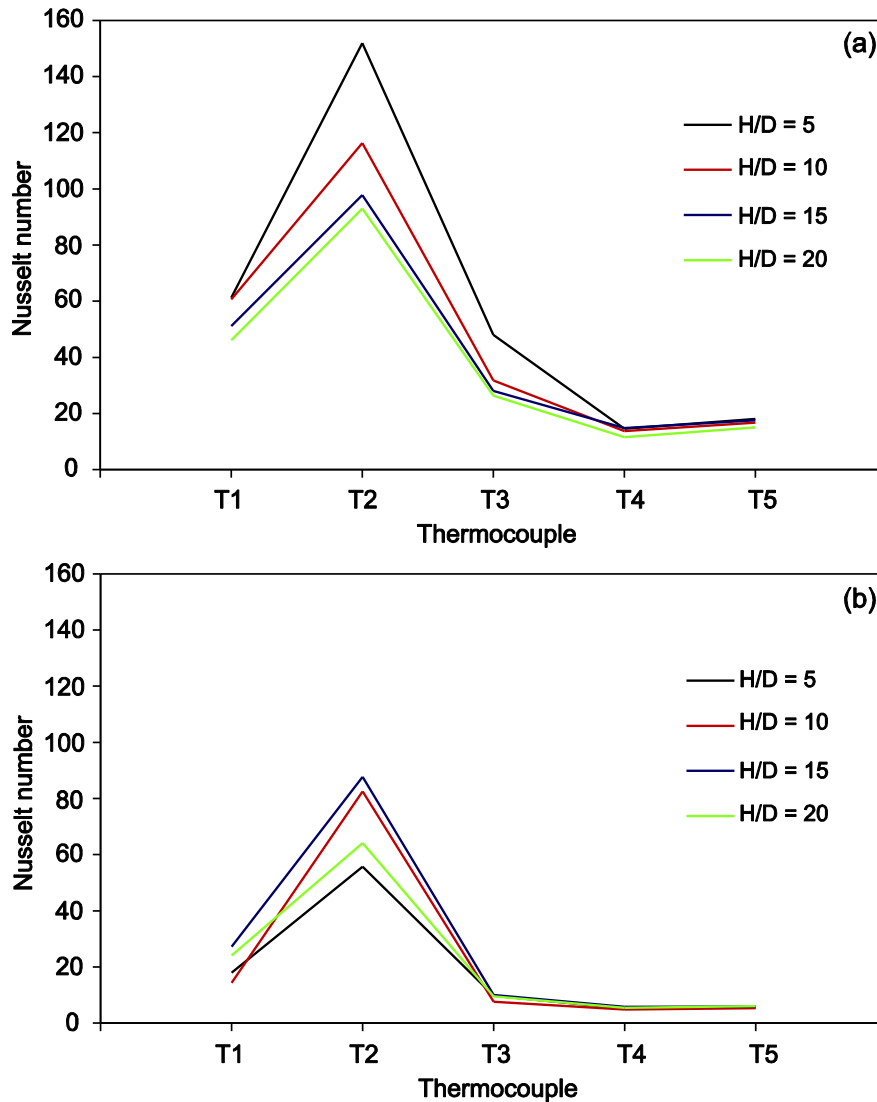 160
(a)
140
H/D = 5
120
H/D = 10
100
H/D = 15
80
H/D = 20
60
40
20
0
Nusselt number
T1 T2 T3 T4 T5
Thermocouple
160
(b)
140
H/D = 5
120
H/D = 10
100
H/D = 15
80
H/D = 20
60
40
20
0
Nusselt number
T1 T2 T3 T4 T5
Thermocouple